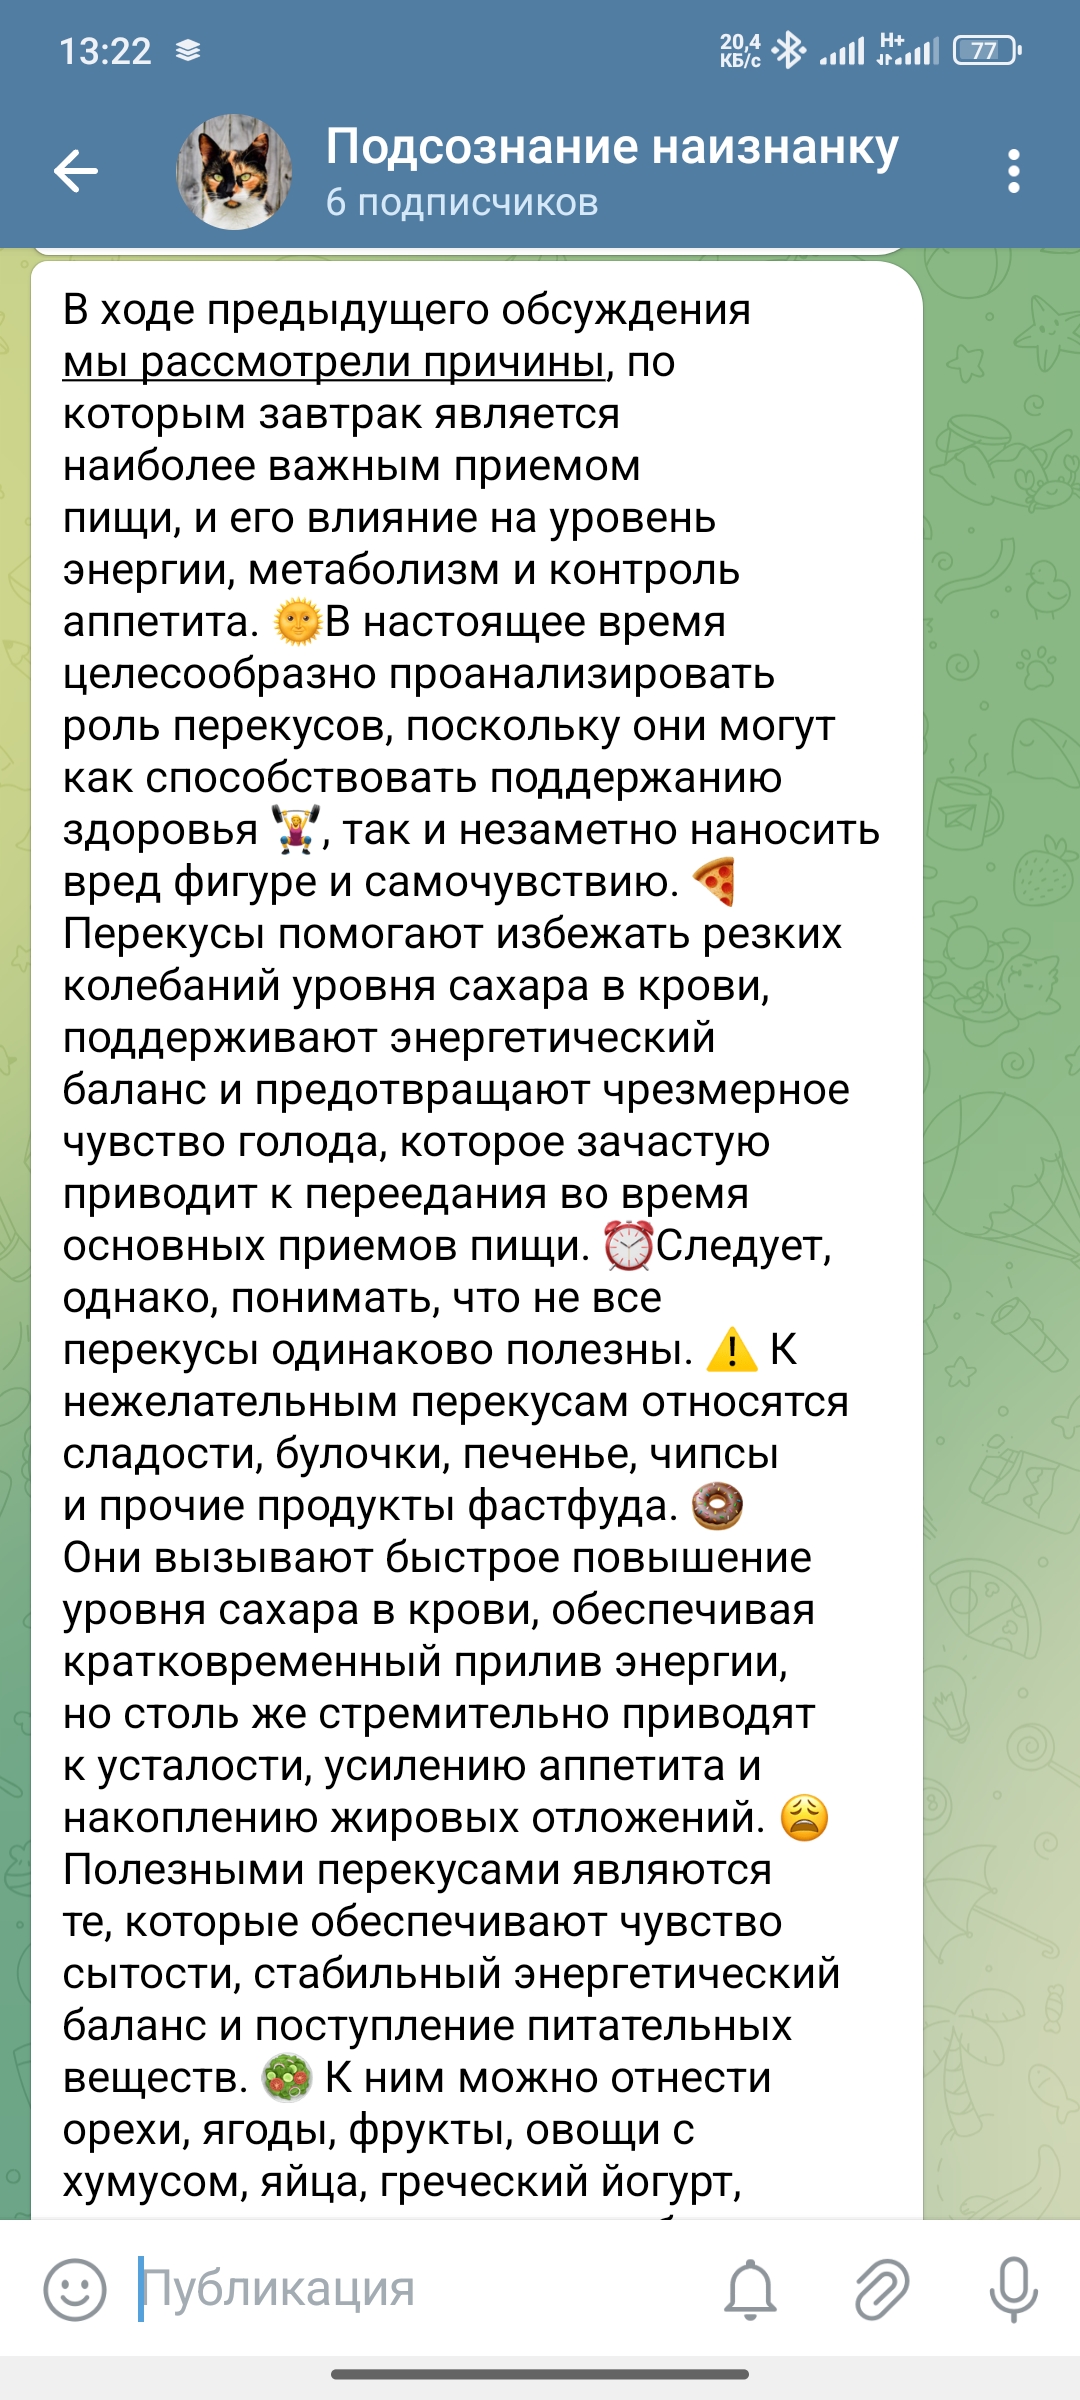 13:22
20,4
КБ/с
H+
77
Подсознание наизнанку
6 подписчиков
В ходе предыдущего обсуждения
мы рассмотрели причины, по
которым завтрак является
наиболее важным приемом
пищи, и его влияние на уровень
энергии, метаболизм и контроль
аппетита. 🌞В настоящее время
целесообразно проанализировать
роль перекусов, поскольку они могут
как способствовать поддержанию
здоровья 🏋️‍♀️, так и незаметно наносить
вред фигуре и самочувствию. 🍕
Перекусы помогают избежать резких
колебаний уровня сахара в крови,
поддерживают энергетический
баланс и предотвращают чрезмерное
чувство голода, которое зачастую
приводит к переедания во время
основных приемов пищи. ⏰Следует,
однако, понимать, что не все
перекусы одинаково полезны. ⚠️ К
нежелательным перекусам относятся
сладости, булочки, печенье, чипсы
и прочие продукты фастфуда. 🍩
Они вызывают быстрое повышение
уровня сахара в крови, обеспечивая
кратковременный прилив энергии,
но столь же стремительно приводят
к усталости, усилению аппетита и
накоплению жировых отложений. 😩
Полезными перекусами являются
те, которые обеспечивают чувство
сытости, стабильный энергетический
баланс и поступление питательных
веществ. 🥗 К ним можно отнести
орехи, ягоды, фрукты, овощи с
хумусом, яйца, греческий йогурт,
Публикация